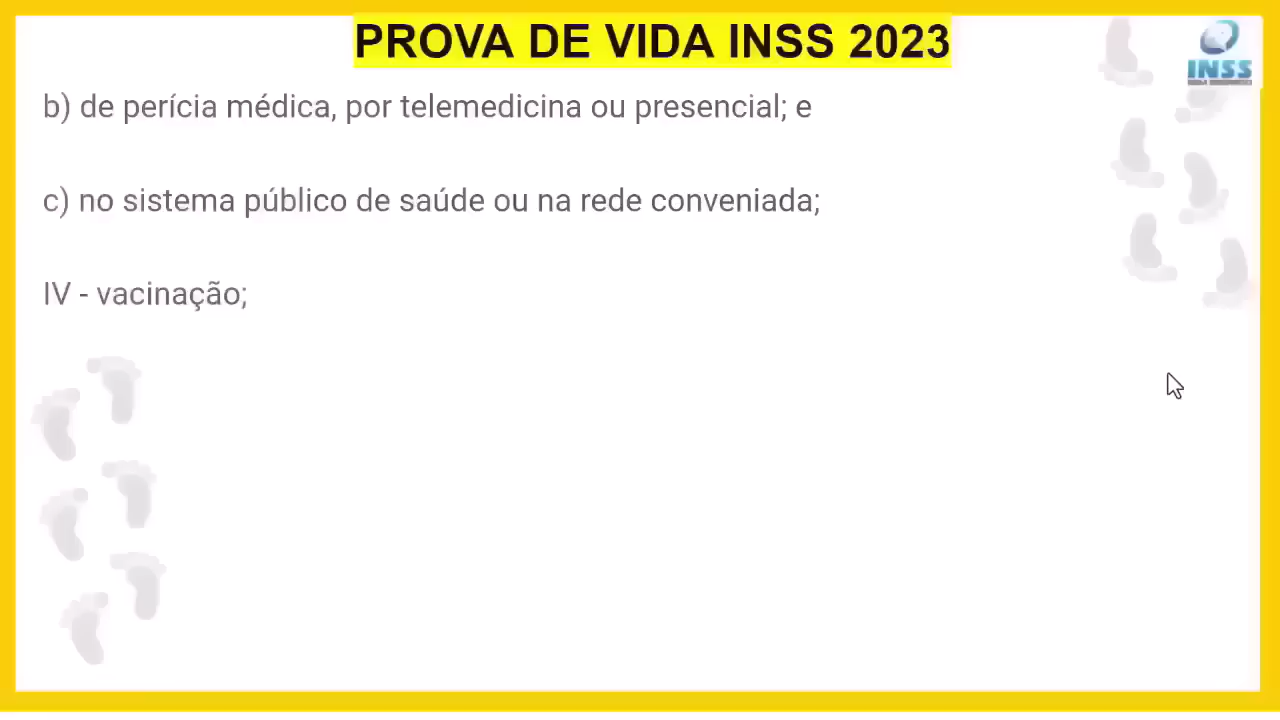 PROVA DE VIDA INSS 2023
INSS
b) de perícia médica, por telemedicina ou presencial; e
c) no sistema público de saúde ou na rede conveniada;
IV - vacinação;